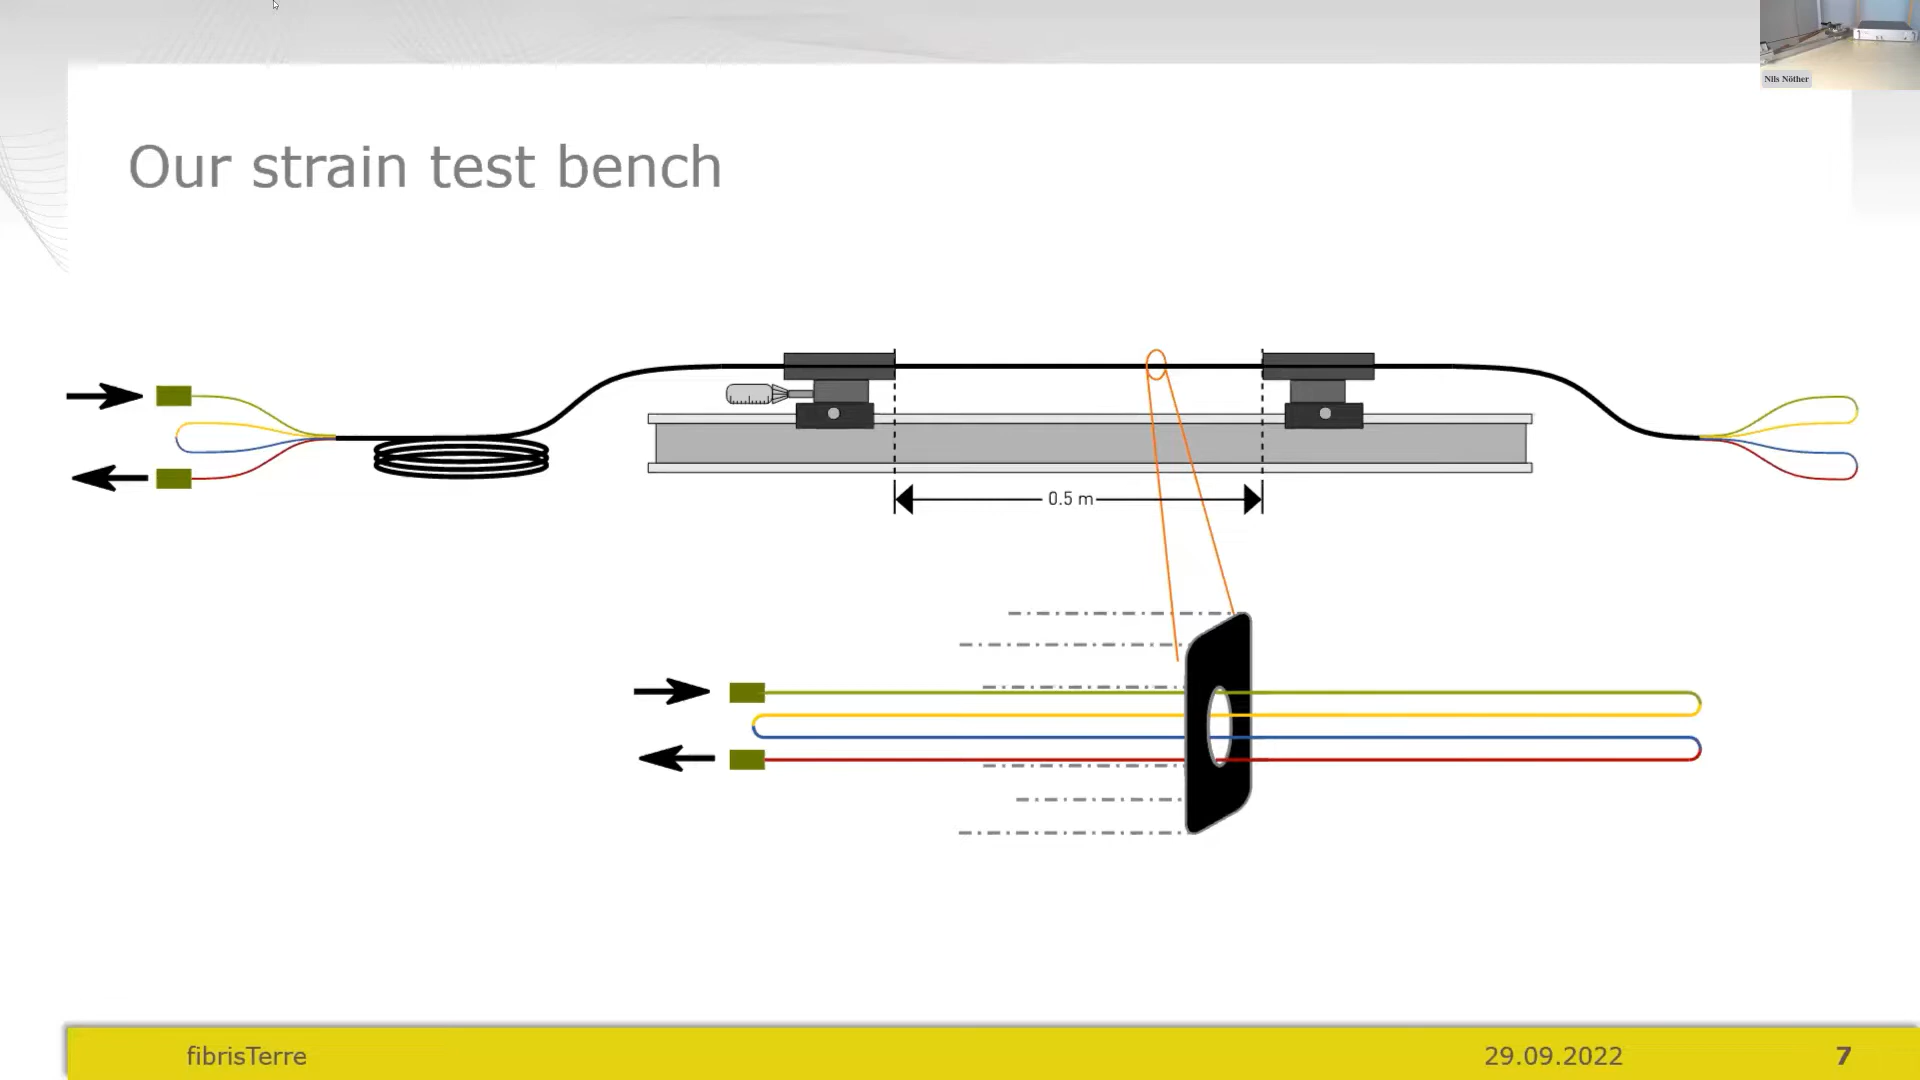 Nils Nöther
Our strain test bench
0.5 m
fibrisTerre
29.09.2022
7